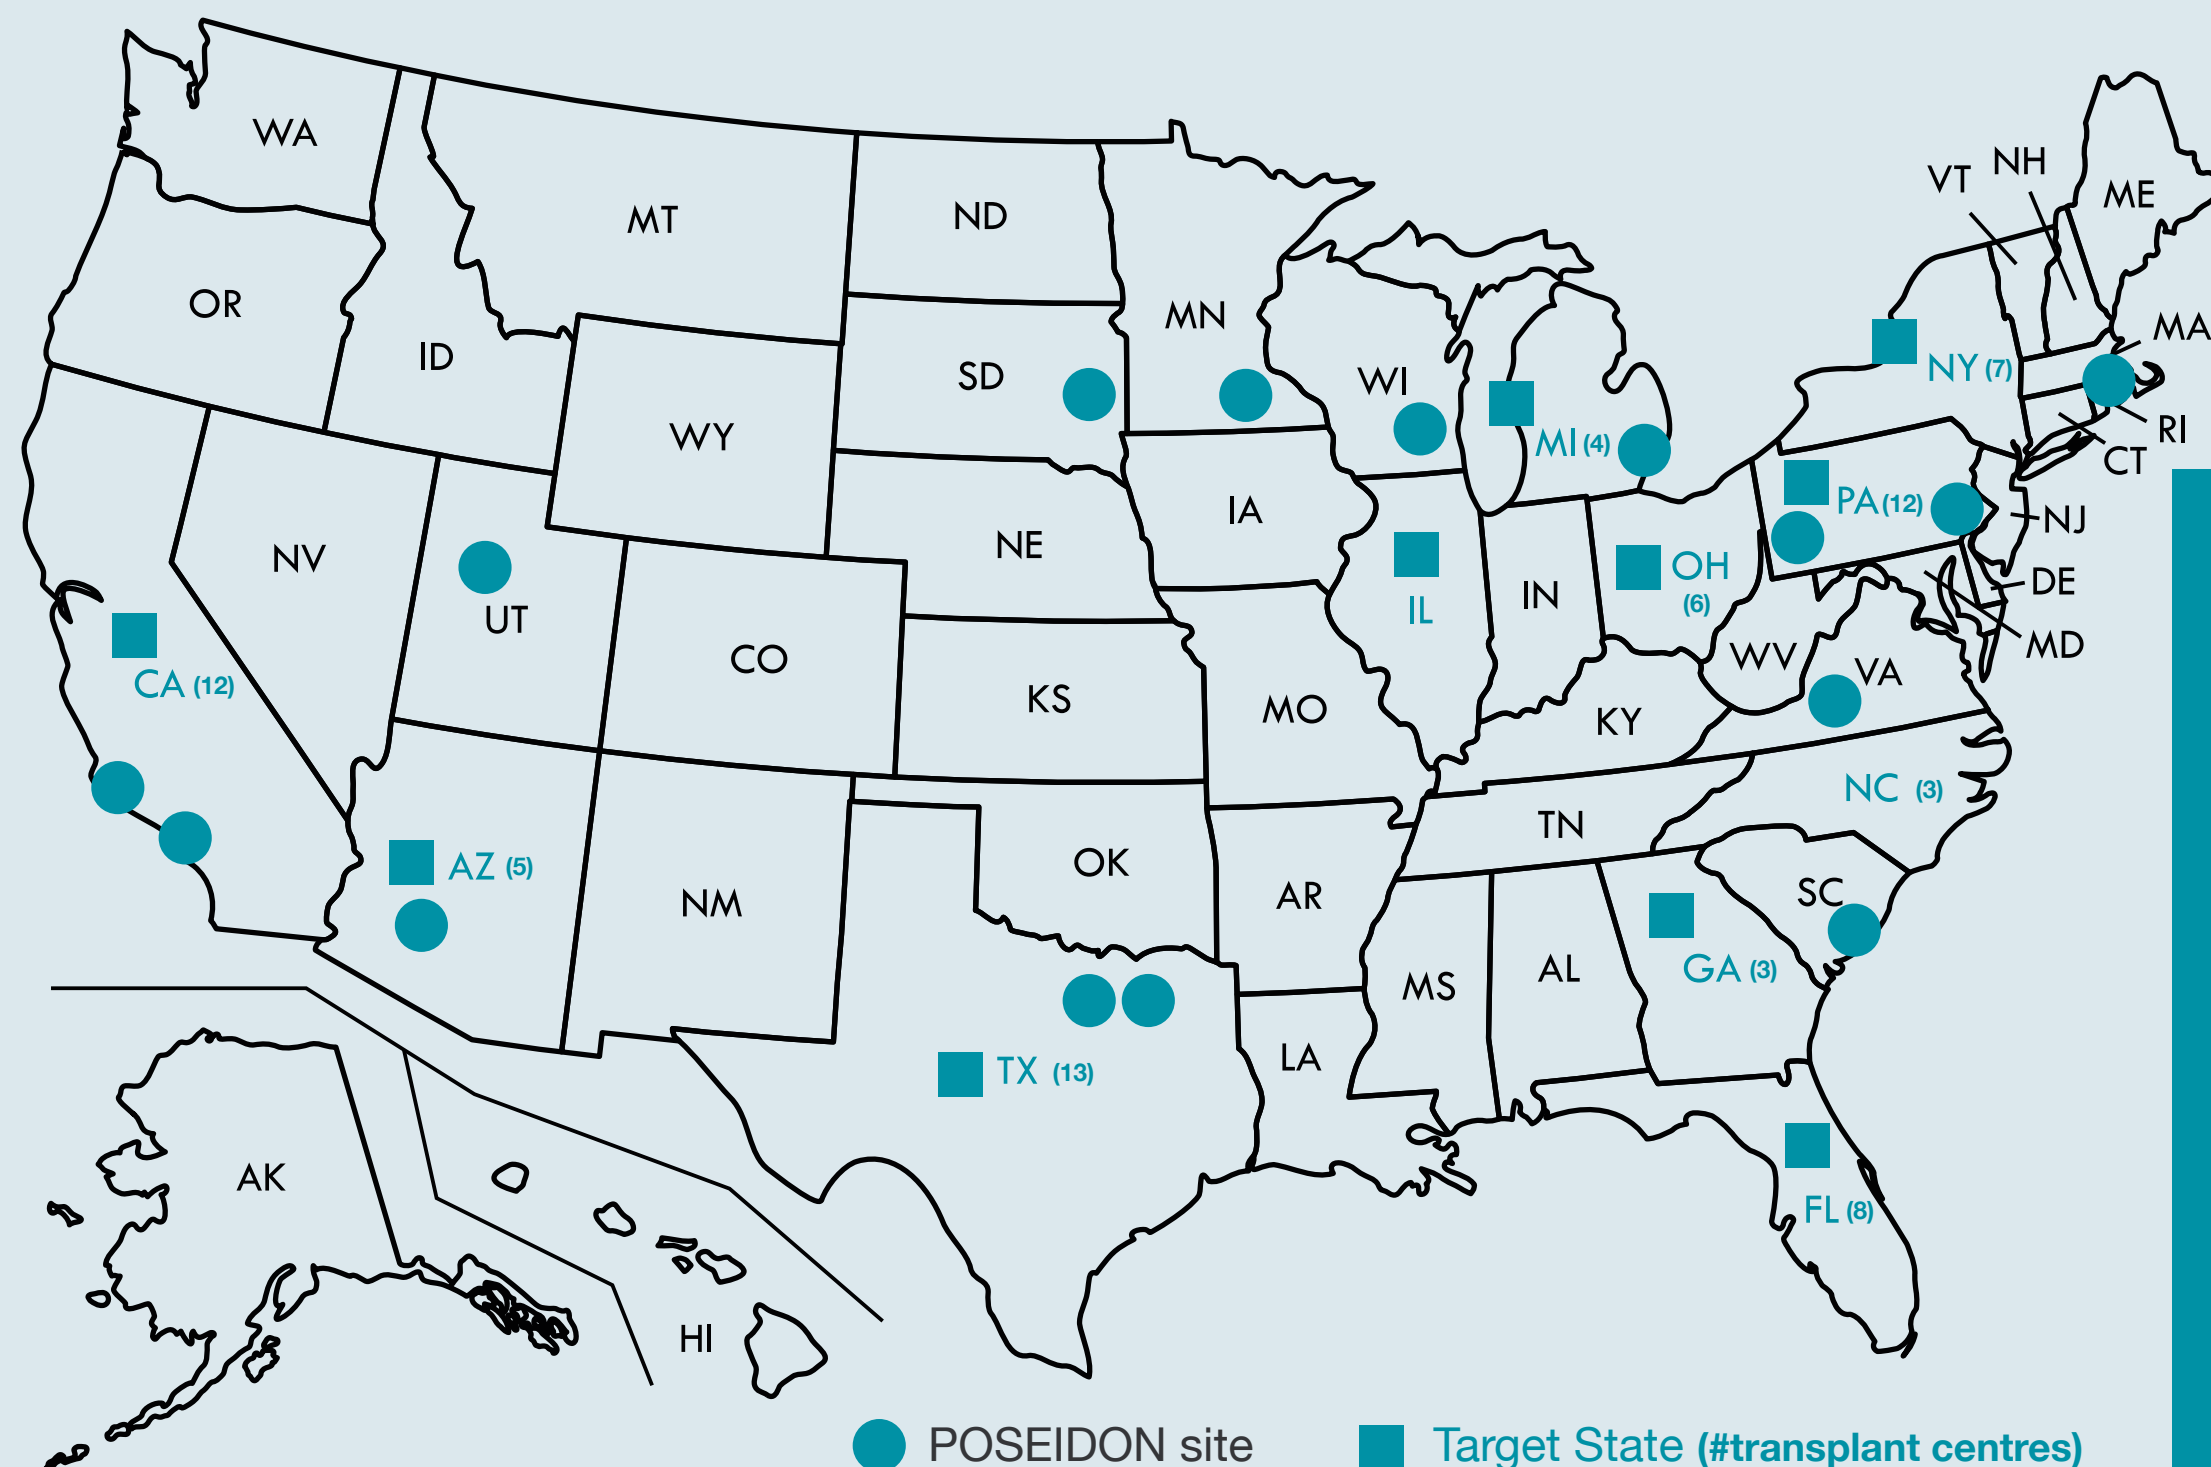 WA
MT
ND
MN
VT
NH
ME
OR
ID
SD
WI
MI (4)
NY (7)
MA
RI
CT
WY
IA
NE
PA (12)
NJ
NV
UT
CO
IL
IN
OH
(6)
DE
MD
CA (12)
KS
MO
KY
WV
VA
NC (3)
AZ (5)
NM
OK
AR
TN
SC
MS
AL
GA (3)
TX (13)
LA
AK
FL (8)
HI
POSEIDON site
Target State (#transplant centres)